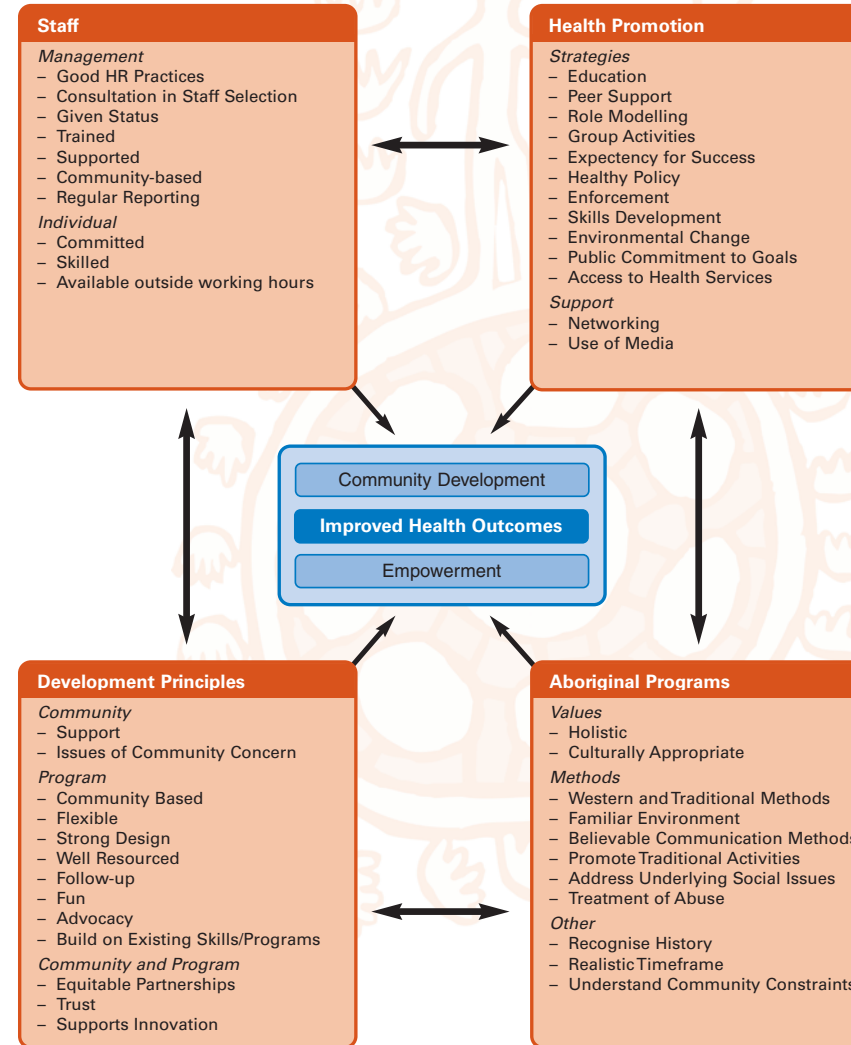 Staff
Management
– Good HR Practices
– Consultation in Staff Selection
– Given Status
– Trained
– Supported
– Community-based
– Regular Reporting
Individual
– Committed
– Skilled
– Available outside working hours
Health Promotion
Strategies
– Education
– Peer Support
– Role Modelling
– Group Activities
– Expectency for Success
– Healthy Policy
– Enforcement
– Skills Development
– Environmental Change
– Public Commitment to Goals
– Access to Health Services
Support
– Networking
– Use of Media
Community Development
Improved Health Outcomes
Empowerment
Development Principles
Community
– Support
– Issues of Community Concern
Program
– Community Based
– Flexible
– Strong Design
– Well Resourced
– Follow-up
– Fun
– Advocacy
– Build on Existing Skills/Programs
Community and Program
– Equitable Partnerships
– Trust
– Supports Innovation
Aboriginal Programs
Values
– Holistic
– Culturally Appropriate
Methods
– Western and Traditional Methods
– Familiar Environment
– Believable Communication Methods
– Promote Traditional Activities
– Address Underlying Social Issues
– Treatment of Abuse
Other
– Recognise History
– Realistic Timeframe
– Understand Community Constraints